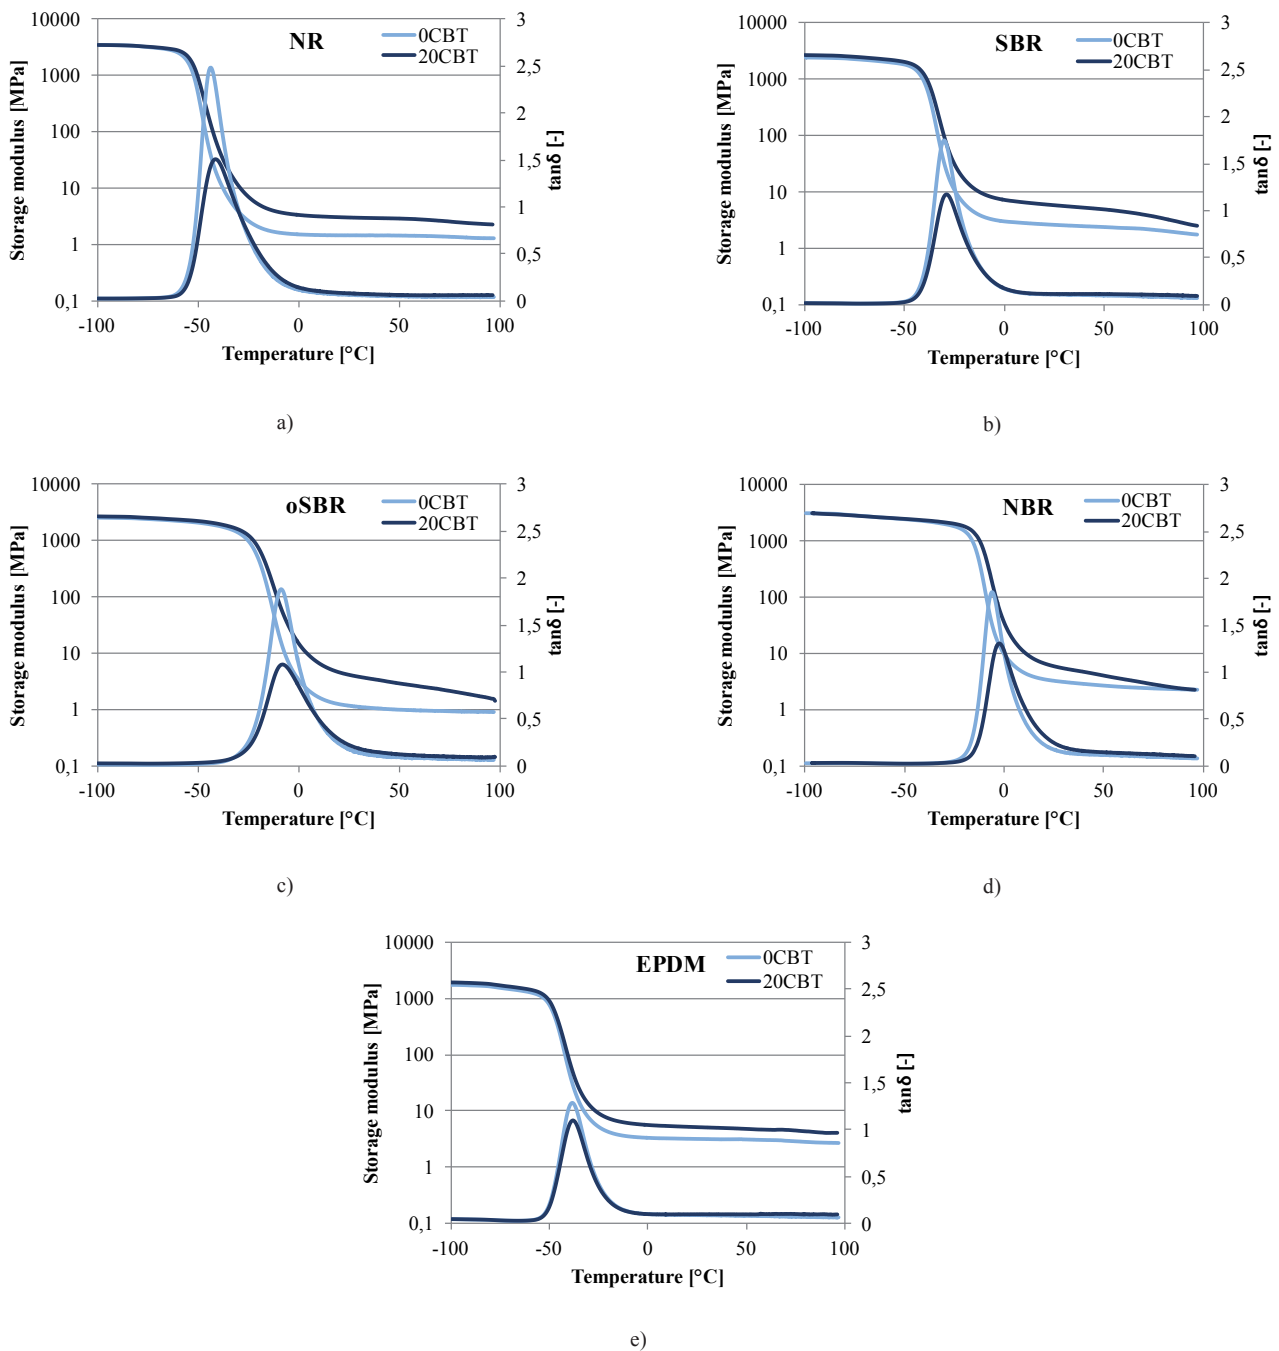 NR
0CBT
20CBT
Storage modulus [MPa]
10000
1000
100
10
1
0,1
3
2,5
2
1,5
1
0,5
0
tanδ [-]
-100
-50
0
50
100
Temperature [°C]
a)
SBR
0CBT
20CBT
Storage modulus [MPa]
10000
1000
100
10
1
0,1
3
2,5
2
1,5
1
0,5
0
tanδ [-]
-100
-50
0
50
100
Temperature [°C]
b)
oSBR
0CBT
20CBT
Storage modulus [MPa]
10000
1000
100
10
1
0,1
3
2,5
2
1,5
1
0,5
0
tanδ [-]
-100
-50
0
50
100
Temperature [°C]
c)
NBR
0CBT
20CBT
Storage modulus [MPa]
10000
1000
100
10
1
0,1
3
2,5
2
1,5
1
0,5
0
tanδ [-]
-100
-50
0
50
100
Temperature [°C]
d)
EPDM
0CBT
20CBT
Storage modulus [MPa]
10000
1000
100
10
1
0,1
3
2,5
2
1,5
1
0,5
0
tanδ [-]
-100
-50
0
50
100
Temperature [°C]
e)